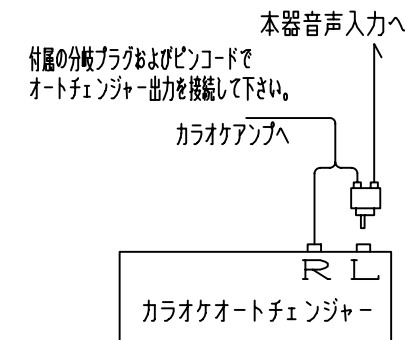 本器音声入力へ
付属の分岐プラグおよびピンコードで
オートチェンジャー出力を接続して下さい。
カラオケアンプへ
R L
カラオケオートチェンジャー